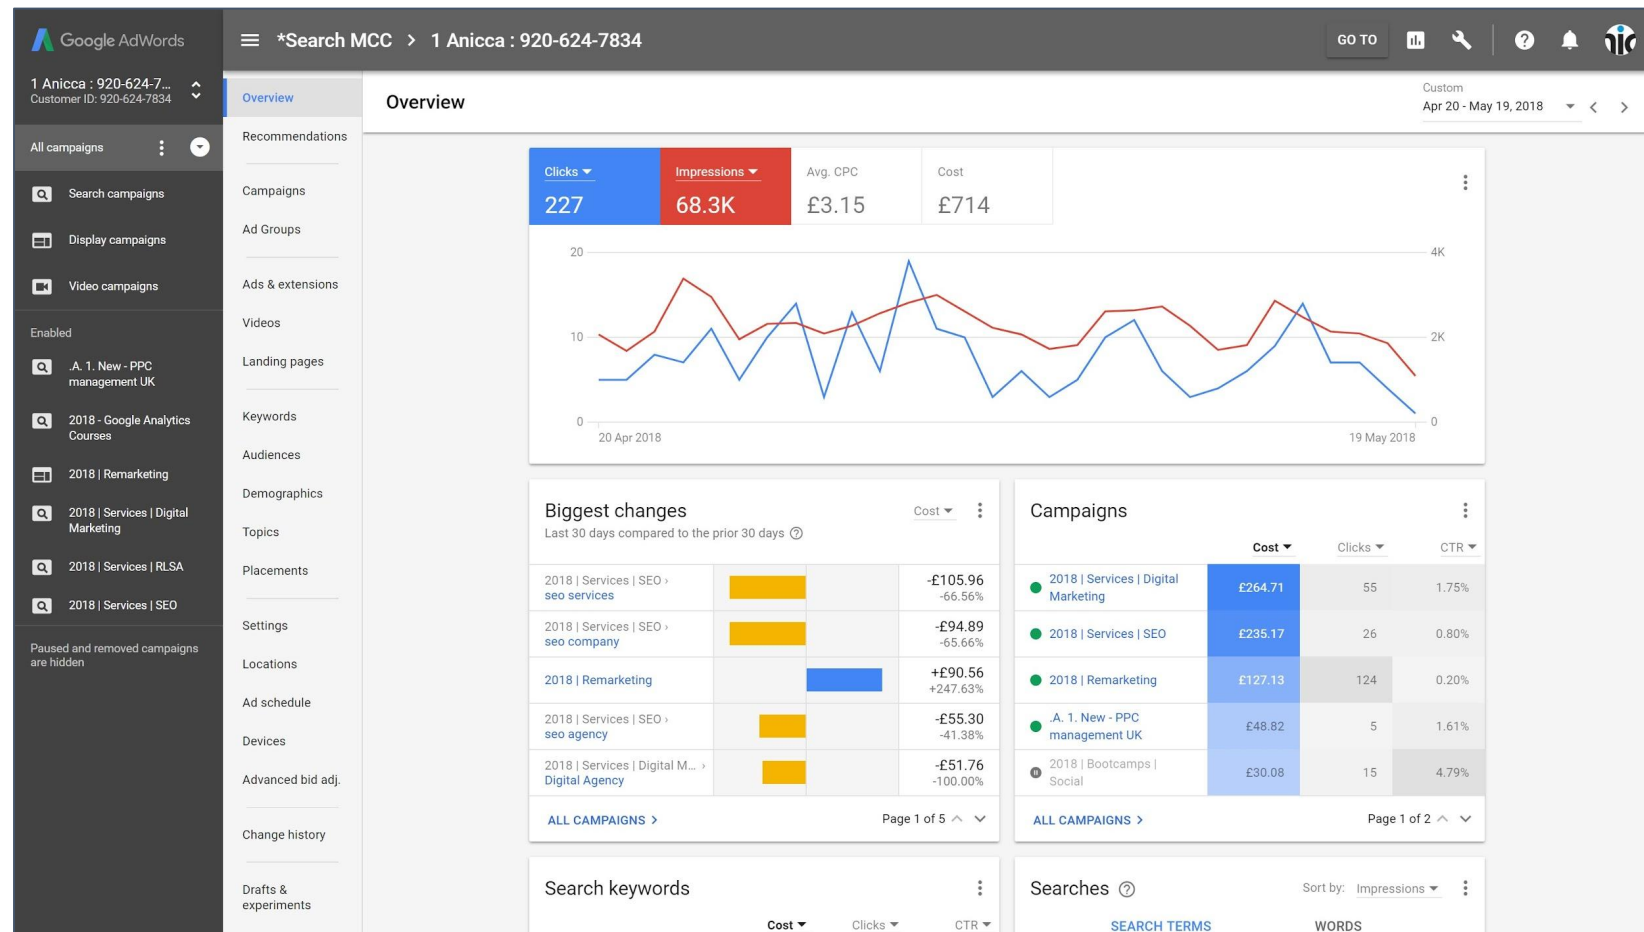 Google AdWords
*Search MCC > 1 Anicca : 920-624-7834
GO TO
1 Anicca : 920-624-7...
Customer ID: 920-624-7834
All campaigns
Search campaigns
Display campaigns
Video campaigns
Enabled
.A. 1. New - PPC
management UK
2018 - Google Analytics
Courses
2018 | Remarketing
2018 | Services | Digital
Marketing
2018 | Services | RLSA
2018 | Services | SEO
Paused and removed campaigns
are hidden
Overview
Recommendations
Campaigns
Ad Groups
Ads & extensions
Videos
Landing pages
Keywords
Audiences
Demographics
Topics
Placements
Settings
Locations
Ad schedule
Devices
Advanced bid adj.
Change history
Drafts &
experiments
Overview
Custom
Apr 20 - May 19, 2018
Clicks
227
Impressions
68.3K
Avg. CPC
£3.15
Cost
£714
20
10
0
4K
2K
0
20 Apr 2018
19 May 2018
Biggest changes
Cost
Last 30 days compared to the prior 30 days
2018 | Services | SEO ›
seo services
-£105.96
-66.56%
2018 | Services | SEO ›
seo company
-£94.89
-65.66%
2018 | Remarketing
+£90.56
+247.63%
2018 | Services | SEO ›
seo agency
-£55.30
-41.38%
2018 | Services | Digital M... ›
Digital Agency
-£51.76
-100.00%
ALL CAMPAIGNS >
Page 1 of 5
Campaigns
Cost Clicks CTR
2018 | Services | Digital
Marketing
£264.71 55 1.75%
2018 | Services | SEO
£235.17 26 0.80%
2018 | Remarketing
£127.13 124 0.20%
.A. 1. New - PPC
management UK
£48.82 5 1.61%
2018 | Bootcamps |
Social
£30.08 15 4.79%
ALL CAMPAIGNS >
Page 1 of 2
Search keywords
Cost Clicks CTR
Searches
Sort by: Impressions
SEARCH TERMS WORDS